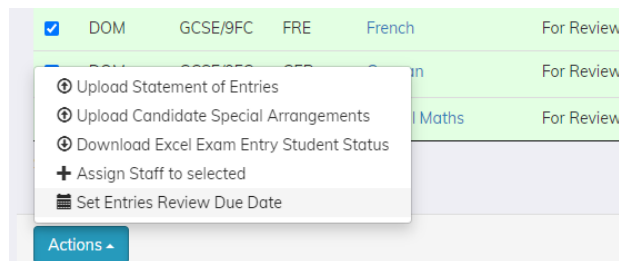 DOM GCSE/9FC FRE French For Review
For Review
Maths For Review
Upload Statement of Entries
Upload Candidate Special Arrangements
Download Excel Exam Entry Student Status
Assign Staff to selected
Set Entries Review Due Date
Actions